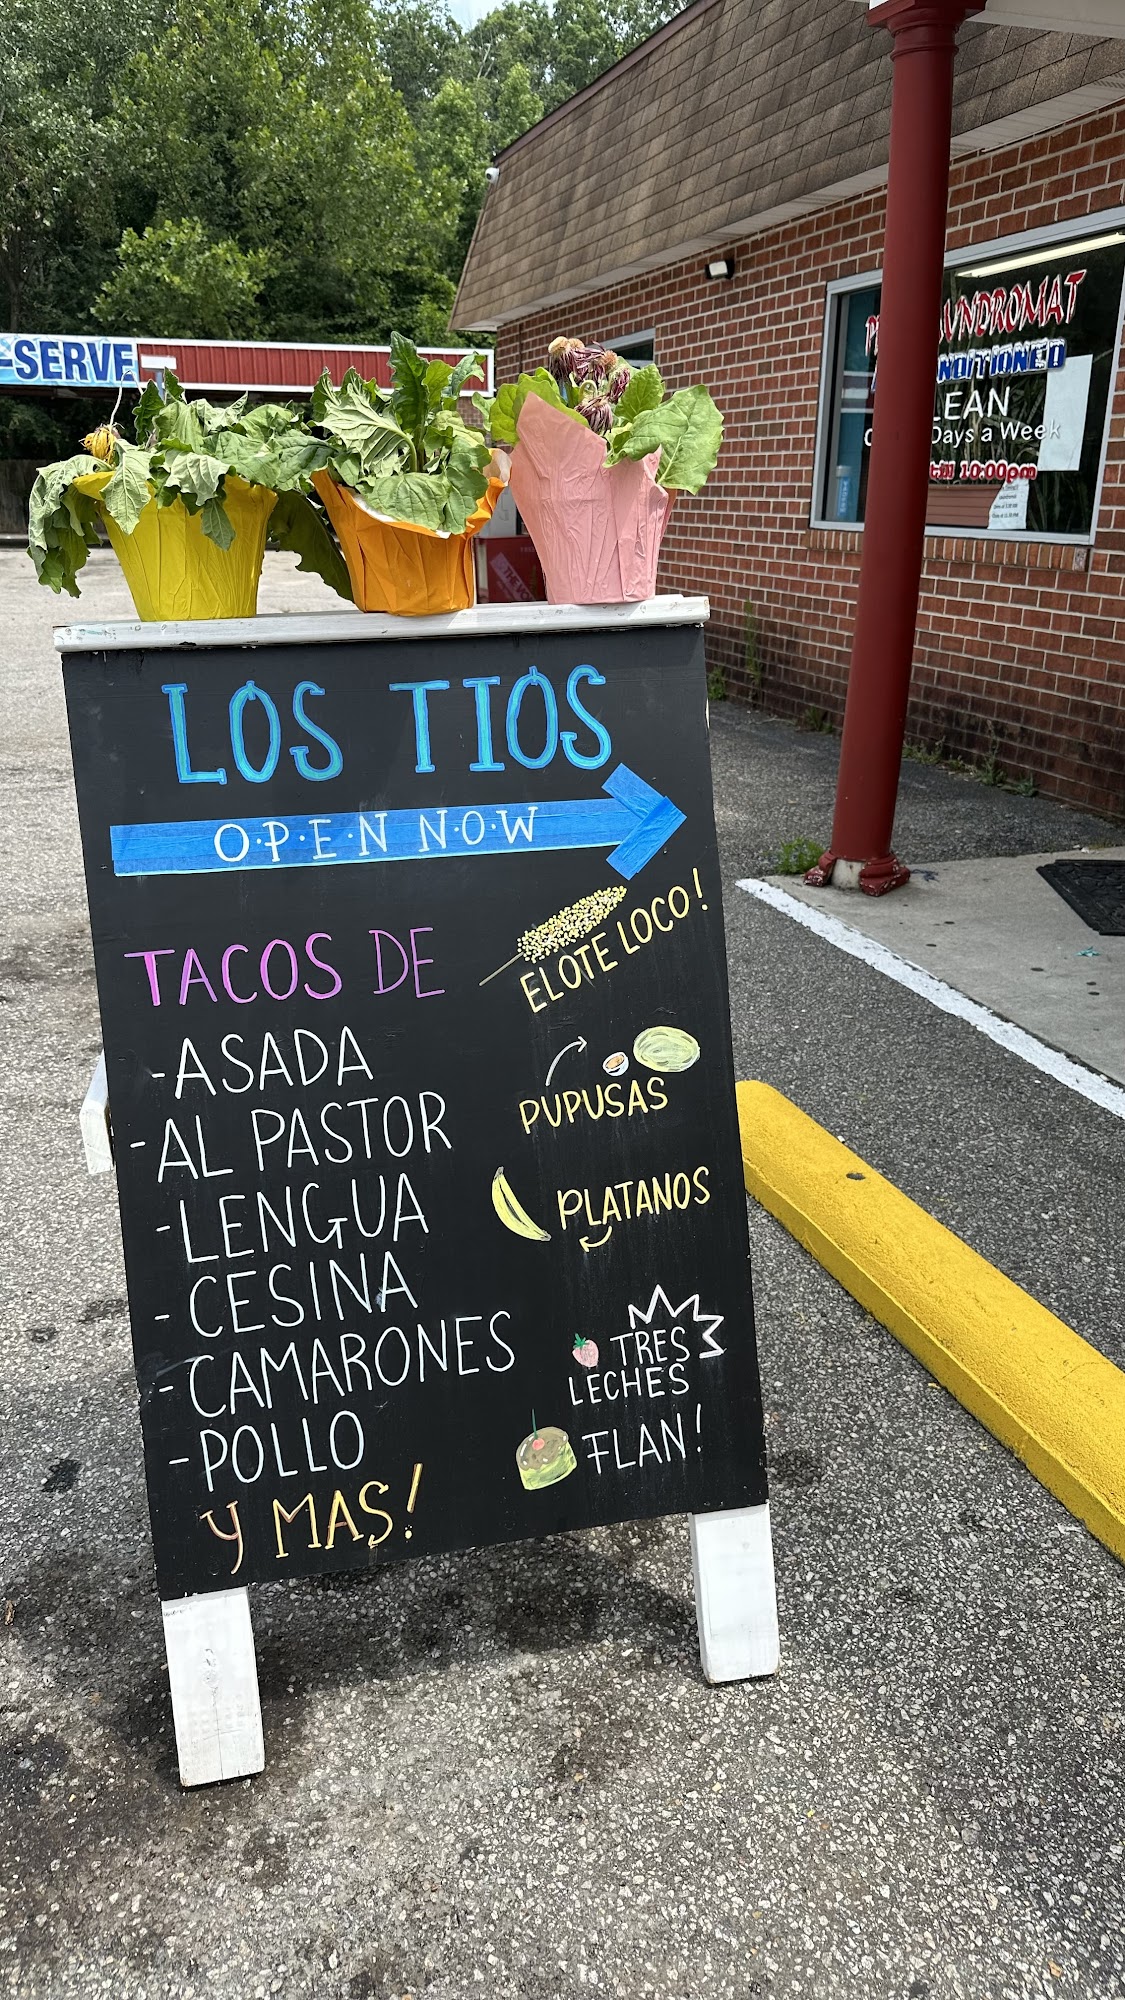 -SERVE
LAUNDROMAT
LEAN
Days a Week
till 10:00pm
LOS TIOS
O·P·E·N N·O·W
TACOS DE
-ASADA
-AL PASTOR
-LENGUA
-CESINA
-CAMARONES
-POLLO
Y MAS!
ELOTE LOCO!
PUPUSAS
PLATANOS
TRES
LECHES
FLAN!